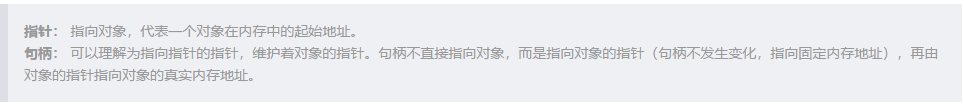 指针： 指向对象，代表一个对象在内存中的起始地址。
句柄： 可以理解为指向指针的指针，维护着对象的指针。句柄不直接指向对象，而是指向对象的指针（句柄不发生变化，指向固定内存地址），再由
对象的指针指向对象的真实内存地址。